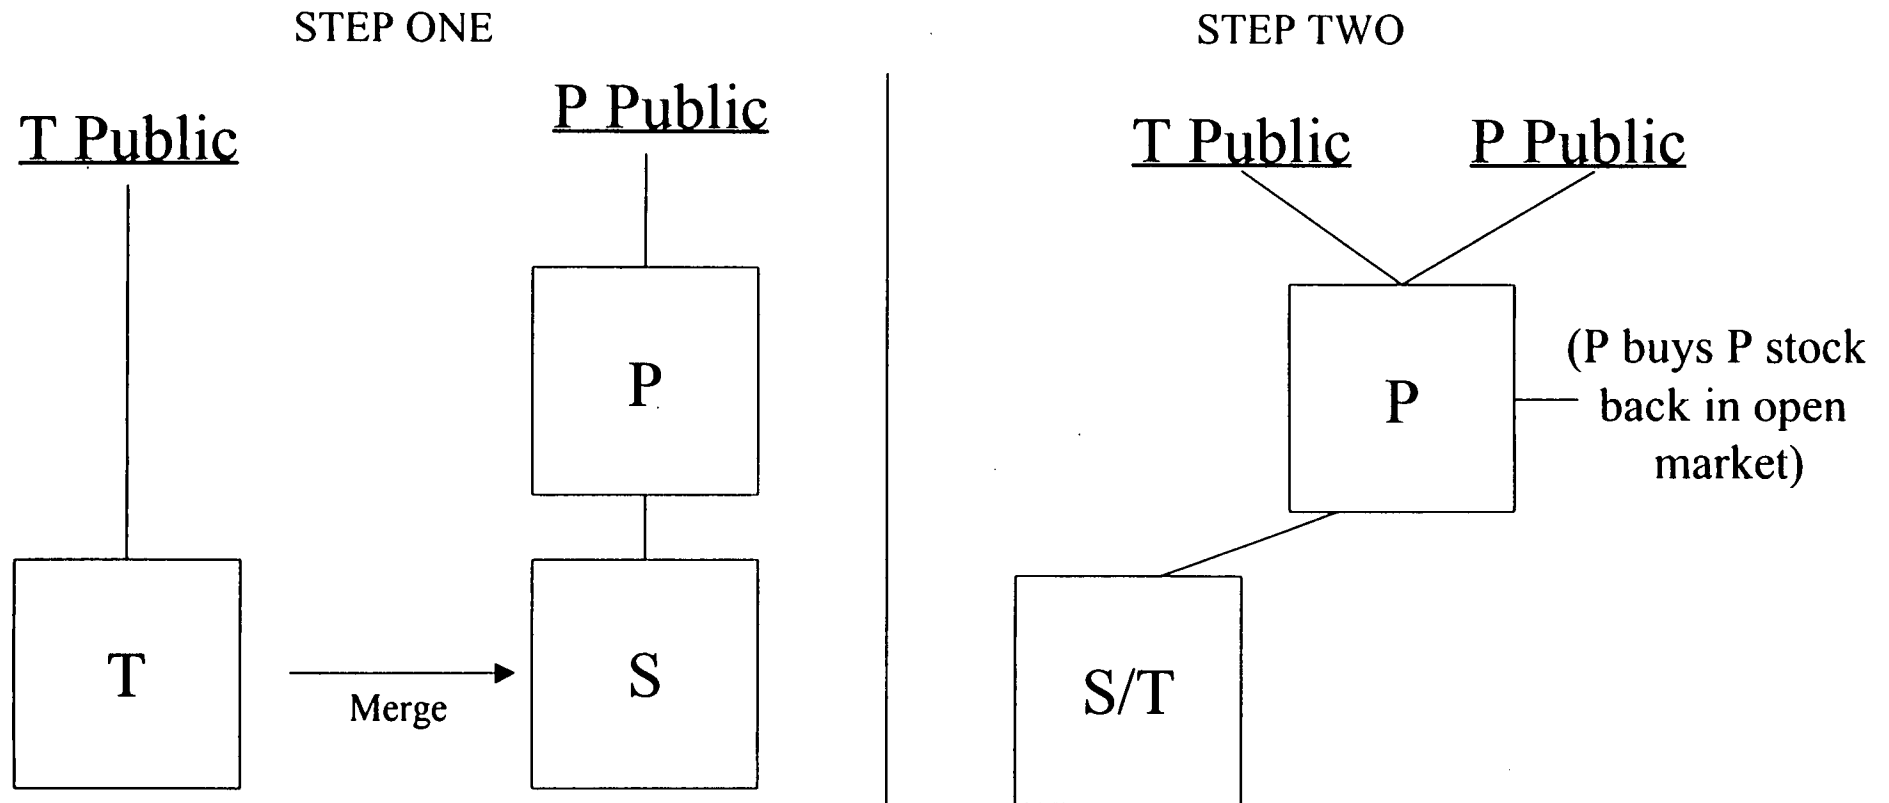 STEP ONE
T Public
P Public
P
T
Merge
S
STEP TWO
T Public
P Public
P
(P buys P stock
back in open
market)
S/T